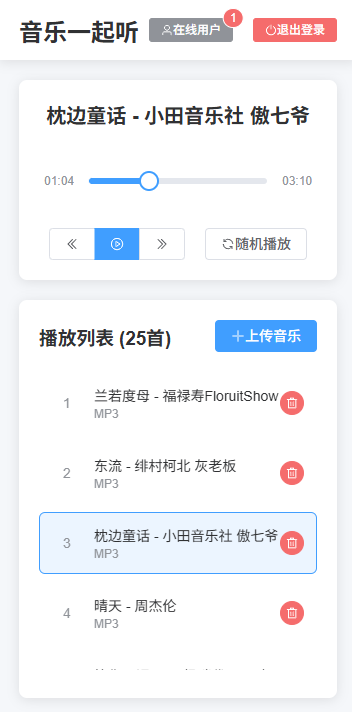 音乐一起听
在线用户
1
退出登录
枕边童话 - 小田音乐社 傲七爷
01:04
03:10
随机播放
播放列表 (25首)
上传音乐
1
兰若度母 - 福禄寿FloruitShow
MP3
2
东流 - 绯村柯北 灰老板
MP3
3
枕边童话 - 小田音乐社 傲七爷
MP3
4
晴天 - 周杰伦
MP3